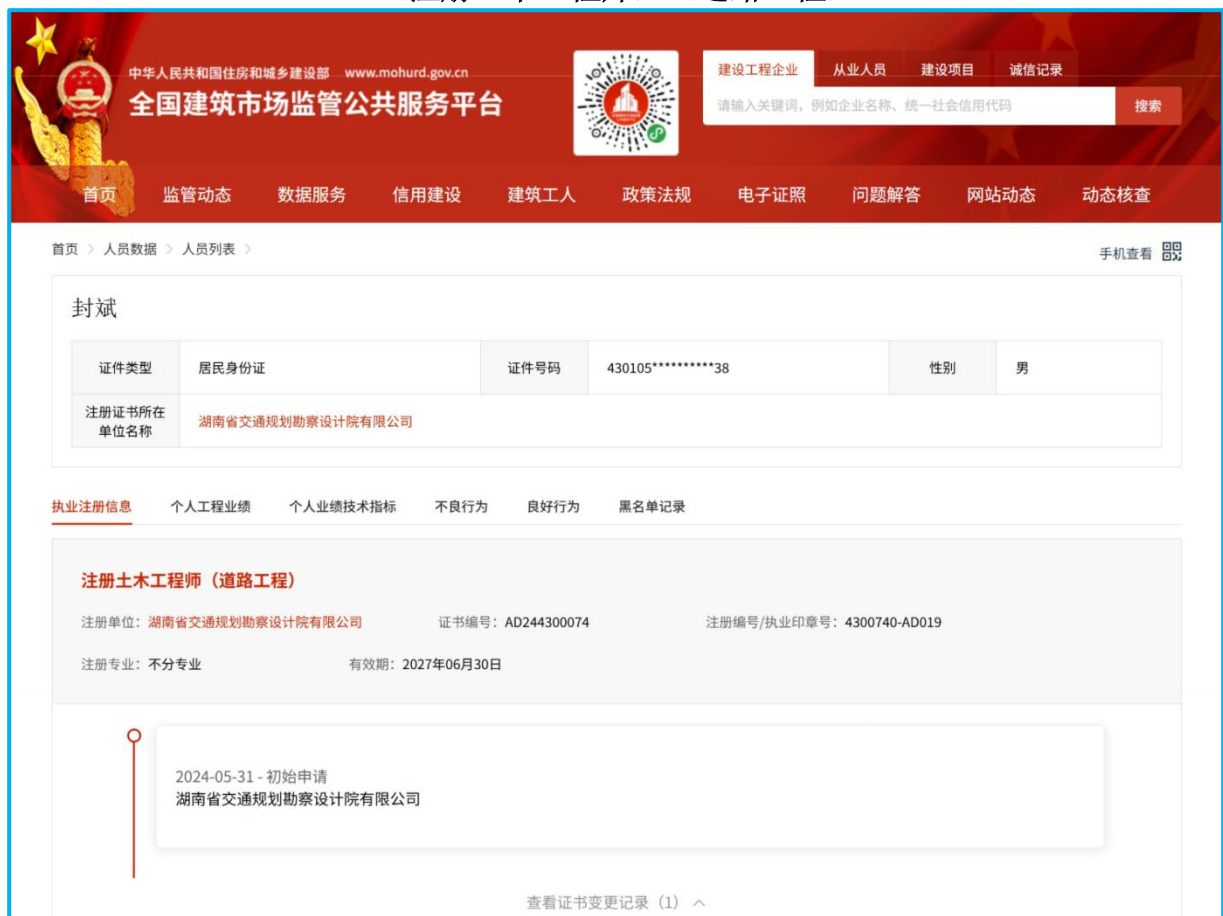 中华人民共和国住房和城乡建设部 www.mohurd.gov.cn
全国建筑市场监管公共服务平台
建设工程企业 从业人员 建设项目 诚信记录
请输入关键词，例如企业名称、统一社会信用代码 搜索
首页 监管动态 数据服务 信用建设 建筑工人 政策法规 电子证照 问题解答 网站动态 动态核查
首页 > 人员数据 > 人员列表 >
手机查看
封斌
证件类型 居民身份证 证件号码 430105**********38 性别 男
注册证书所在
单位名称
湖南省交通规划勘察设计院有限公司
执业注册信息 个人工程业绩 个人业绩技术指标 不良行为 良好行为 黑名单记录
注册土木工程师（道路工程）
注册单位：湖南省交通规划勘察设计院有限公司 证书编号：AD244300074 注册编号/执业印章号：4300740-AD019
注册专业：不分专业 有效期：2027年06月30日
2024-05-31 - 初始申请
湖南省交通规划勘察设计院有限公司
查看证书变更记录（1）